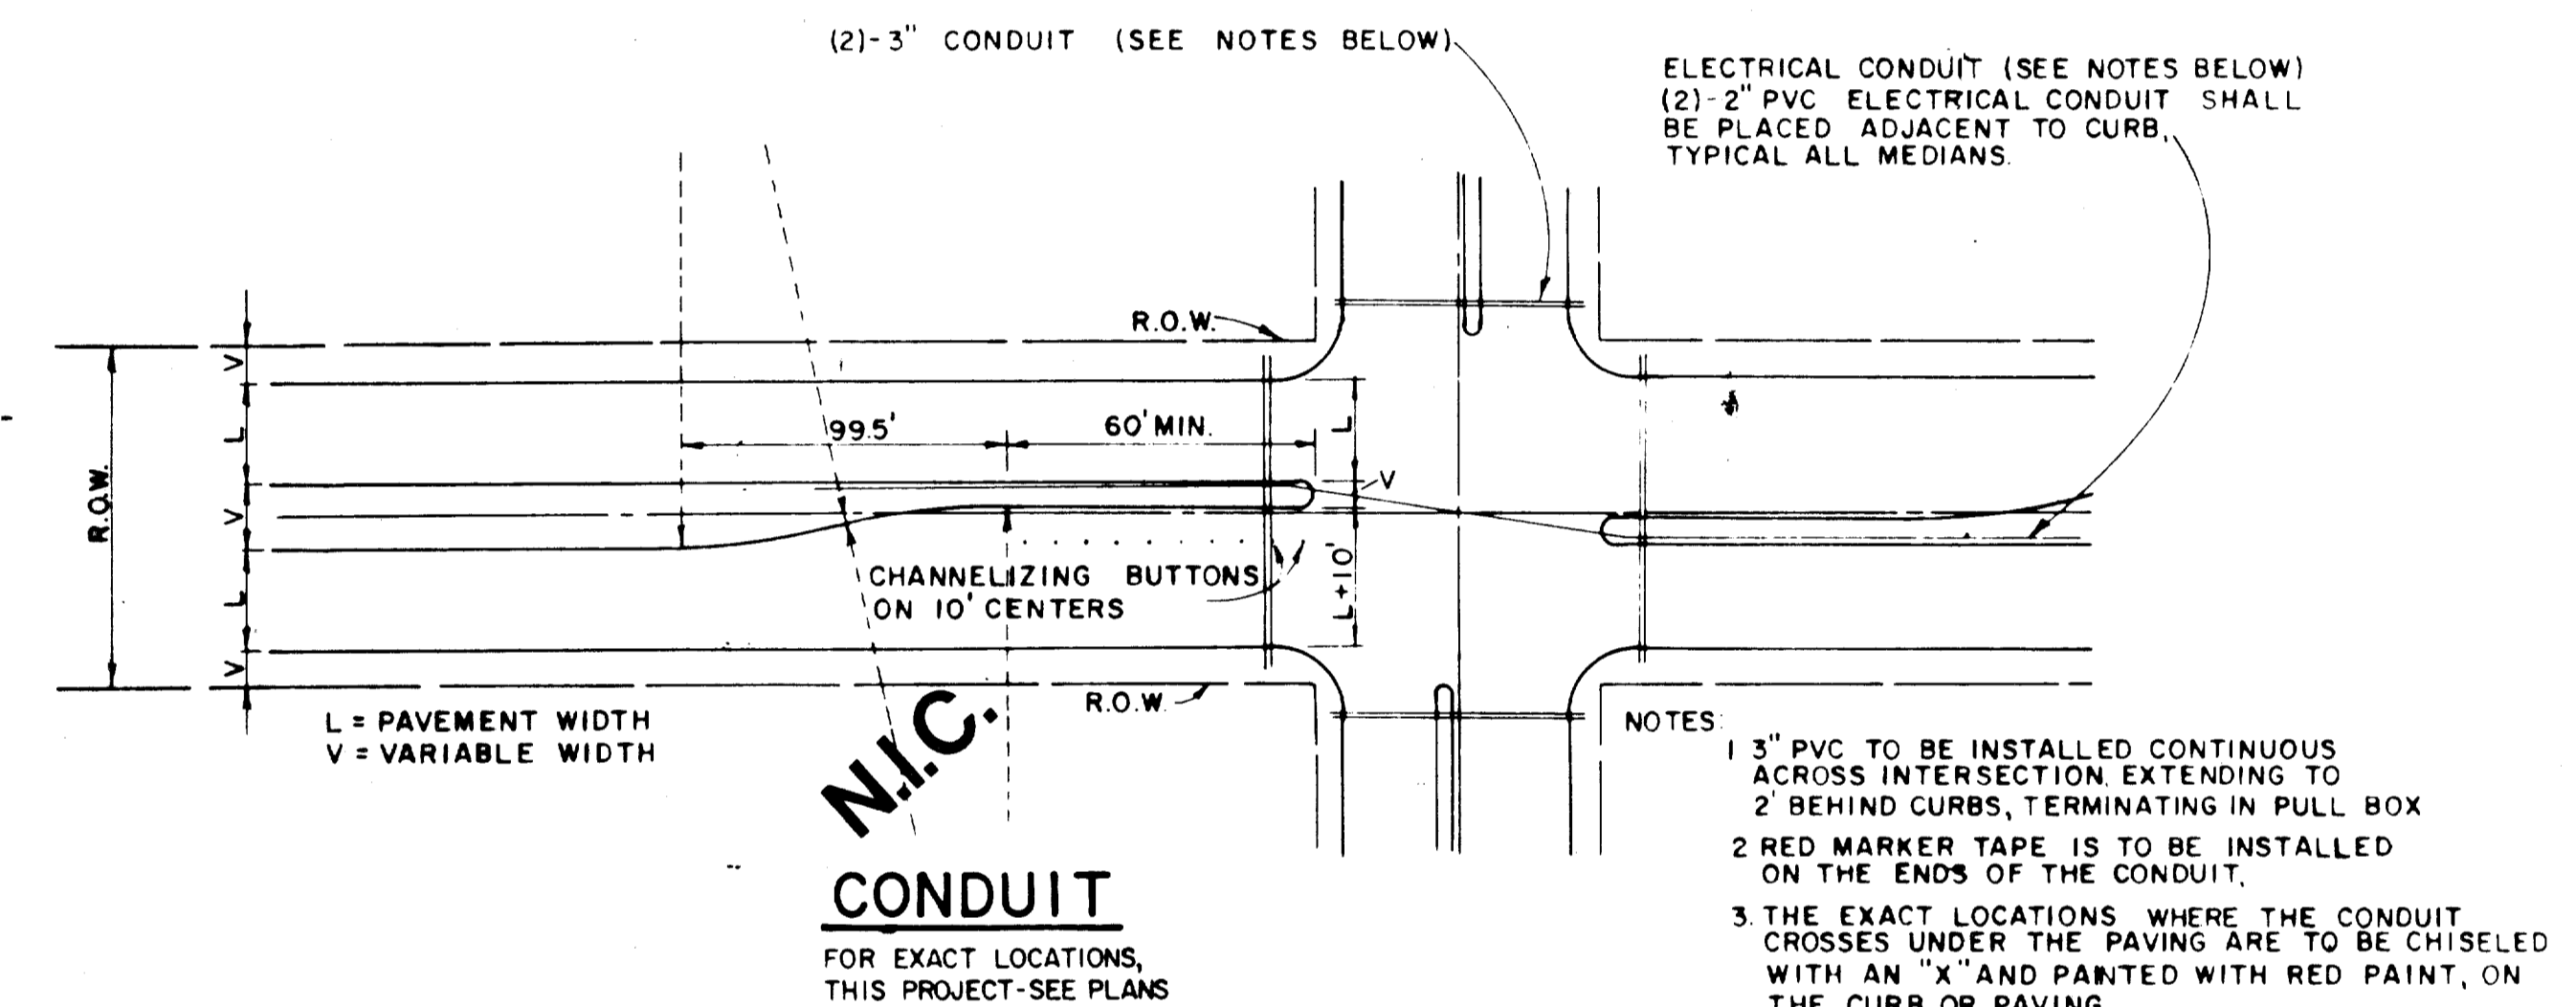 (2)-3" CONDUIT (SEE NOTES BELOW)
ELECTRICAL CONDUIT (SEE NOTES BELOW)
(2)-2" PVC ELECTRICAL CONDUIT SHALL
BE PLACED ADJACENT TO CURB,
TYPICAL ALL MEDIANS.
R.O.W.
V
L
V
L
V
R.O.W.
99.5'
60' MIN.
L
V
L+10'
CHANNELIZING BUTTONS
ON 10' CENTERS
R.O.W.
L = PAVEMENT WIDTH
V = VARIABLE WIDTH
N.I.C.
CONDUIT
FOR EXACT LOCATIONS,
THIS PROJECT-SEE PLANS
NOTES:
1 3" PVC TO BE INSTALLED CONTINUOUS
ACROSS INTERSECTION, EXTENDING TO
2' BEHIND CURBS, TERMINATING IN PULL BOX
2 RED MARKER TAPE IS TO BE INSTALLED
ON THE ENDS OF THE CONDUIT,
3. THE EXACT LOCATIONS WHERE THE CONDUIT
CROSSES UNDER THE PAVING ARE TO BE CHISELED
WITH AN "X" AND PAINTED WITH RED PAINT, ON
THE CURB OR PAVING